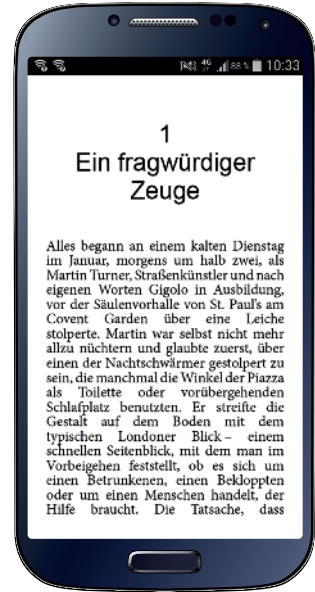 4G 88 % 10:33
1
Ein fragwürdiger
Zeuge
Alles begann an einem kalten Dienstag
im Januar, morgens um halb zwei, als
Martin Turner, Straßenkünstler und nach
eigenen Worten Gigolo in Ausbildung,
vor der Säulenvorhalle von St. Paul's am
Covent Garden über eine Leiche
stolperte. Martin war selbst nicht mehr
allzu nüchtern und glaubte zuerst, über
einen der Nachtschwärmer gestolpert zu
sein, die manchmal die Winkel der Piazza
als Toilette oder vorübergehenden
Schlafplatz benutzten. Er streifte die
Gestalt auf dem Boden mit dem
typischen Londoner Blick – einem
schnellen Seitenblick, mit dem man im
Vorbeigehen feststellt, ob es sich um
einen Betrunkenen, einen Bekloppten
oder um einen Menschen handelt, der
Hilfe braucht. Die Tatsache, dass